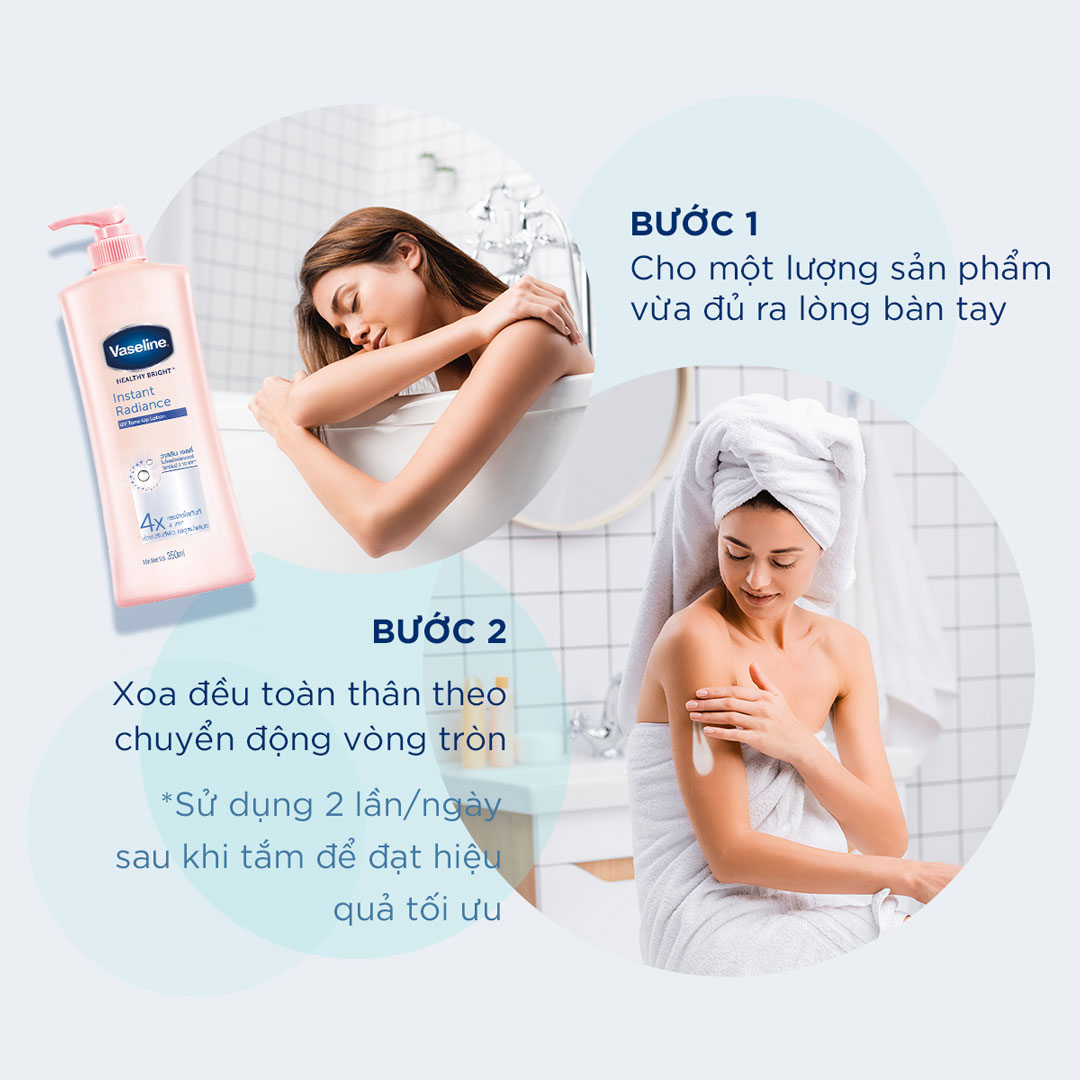 BƯỚC 1
Cho một lượng sản phẩm
vừa đủ ra lòng bàn tay
Vaseline
HEALTHY BRIGHT™
Instant
Radiance
UV Tone-Up Lotion
4x
350ml
BƯỚC 2
Xoa đều toàn thân theo
chuyển động vòng tròn
*Sử dụng 2 lần/ngày
sau khi tắm để đạt hiệu
quả tối ưu